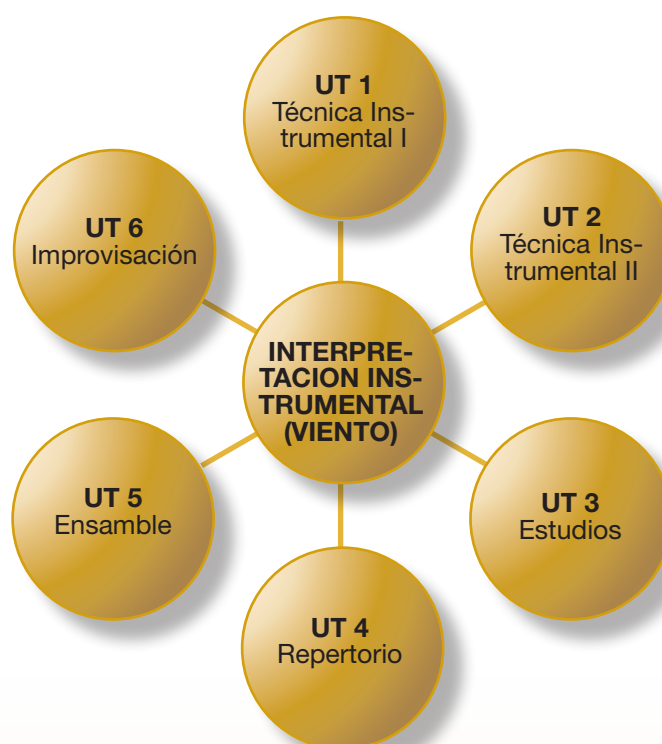 UT 1
Técnica Ins-
trumental I
UT 2
Técnica Ins-
trumental II
UT 6
Improvisación
INTERPRE-
TACION INS-
TRUMENTAL
(VIENTO)
UT 3
Estudios
UT 5
Ensamble
UT 4
Repertorio